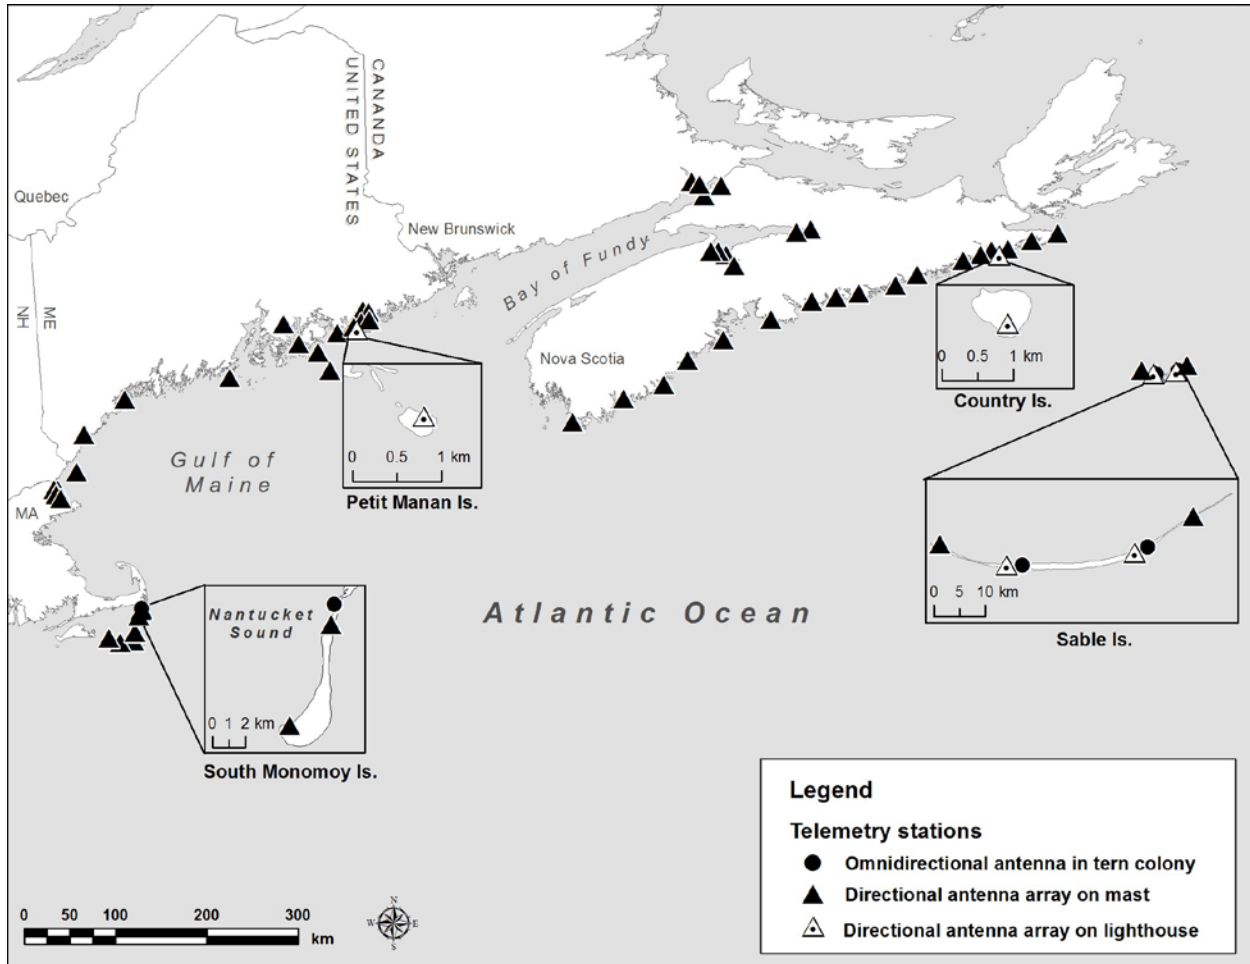 CANANDA
UNITED STATES
Quebec
New Brunswick
Bay of Fundy
ME
NH
Nova Scotia
0 0.5 1 km
Country Is.
0 0.5 1 km
Petit Manan Is.
Gulf of
Maine
MA
0 5 10 km
Sable Is.
Nantucket
Sound
0 1 2 km
South Monomoy Is.
Atlantic Ocean
Legend
Telemetry stations
Omnidirectional antenna in tern colony
Directional antenna array on mast
Directional antenna array on lighthouse
0 50 100 200 300
km
N
W E
S